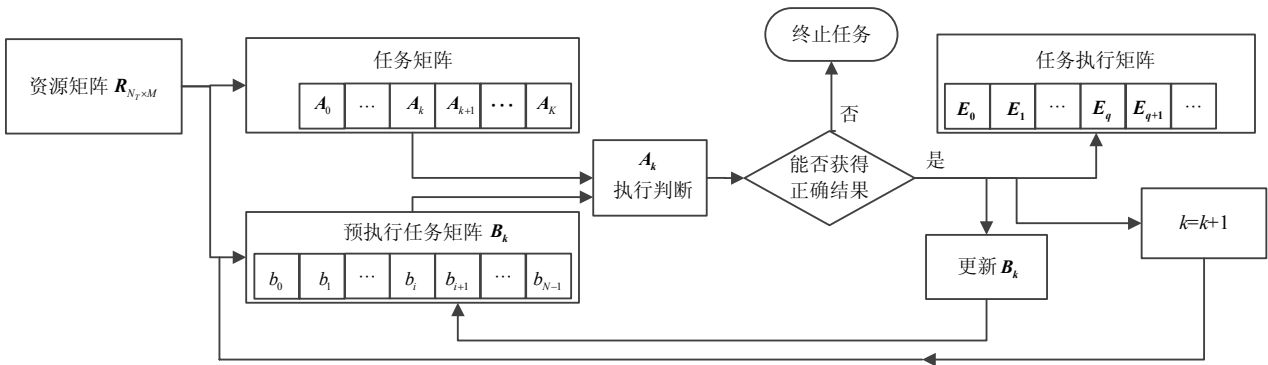 终止任务
资源矩阵 R_{N_T×M}
任务矩阵
A_0 … A_k A_{k+1} … A_K
任务执行矩阵
E_0 E_1 … E_q E_{q+1} …
否
A_k
执行判断
能否获得
正确结果
是
预执行任务矩阵 B_k
b_0 b_1 … b_i b_{i+1} … b_{N-1}
更新 B_k
k=k+1